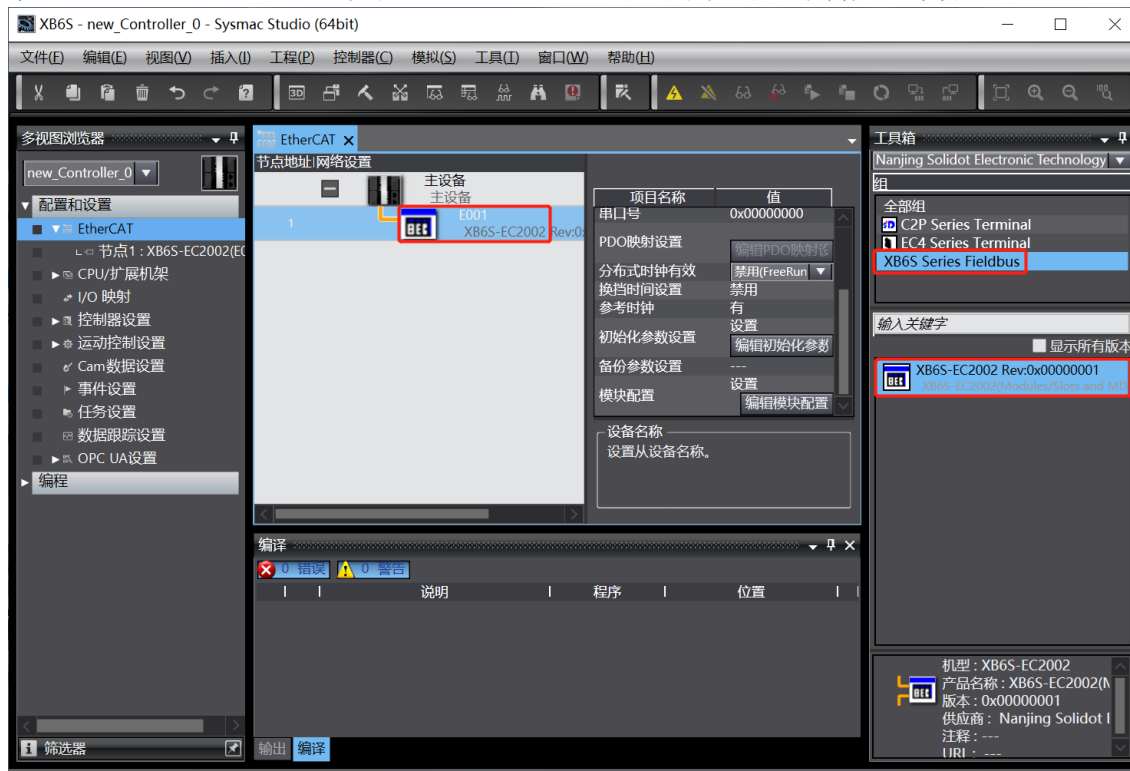 XB6S - new_Controller_0 - Sysmac Studio (64bit)
文件(F) 编辑(E) 视图(V) 插入(I) 工程(P) 控制器(C) 模拟(S) 工具(T) 窗口(W) 帮助(H)
多视图浏览器
new_Controller_0
配置和设置
EtherCAT
节点1 : XB6S-EC2002(E0
CPU/扩展机架
I/O 映射
控制器设置
运动控制设置
Cam数据设置
事件设置
任务设置
数据跟踪设置
OPC UA设置
编程
筛选器
EtherCAT
节点地址|网络设置
主设备
主设备
1
E001
XB6S-EC2002 Rev:0
项目名称 值
串口号 0x00000000
PDO映射设置 编辑PDO映射设
分布式时钟有效 禁用(FreeRun
换挡时间设置 禁用
参考时钟 有
初始化参数设置 设置
编辑初始化参数
备份参数设置 ---
模块配置 设置
编辑模块配置
设备名称
设置从设备名称。
编译
0 错误 0 警告
说明 程序 位置
输出 编译
工具箱
Nanjing Solidot Electronic Technology
组
全部组
C2P Series Terminal
EC4 Series Terminal
XB6S Series Fieldbus
输入关键字
显示所有版本
XB6S-EC2002 Rev:0x00000001
XB6S-EC2002(Modules/Slots and MD
机型 : XB6S-EC2002
产品名称 : XB6S-EC2002(M
版本 : 0x00000001
供应商 : Nanjing Solidot
注释 : ---
URL : ---